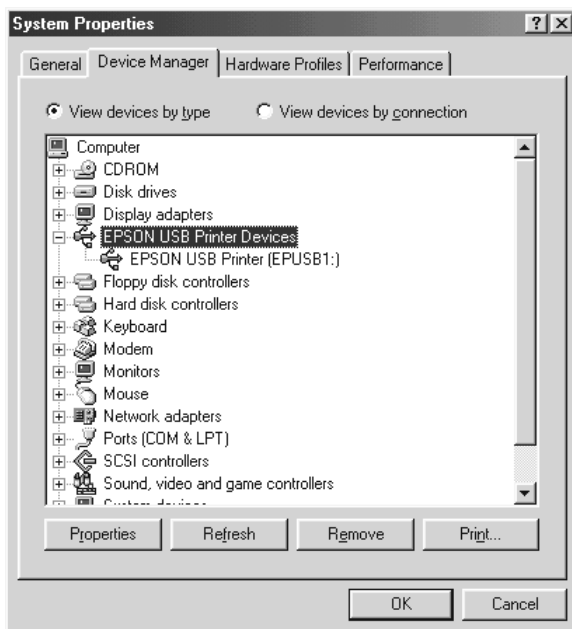 System Properties
General Device Manager Hardware Profiles Performance
View devices by type View devices by connection
Computer
CDROM
Disk drives
Display adapters
EPSON USB Printer Devices
EPSON USB Printer (EPUSB1:)
Floppy disk controllers
Hard disk controllers
Keyboard
Modem
Monitors
Mouse
Network adapters
Ports (COM & LPT)
SCSI controllers
Sound, video and game controllers
System devices
Properties Refresh Remove Print...
OK Cancel